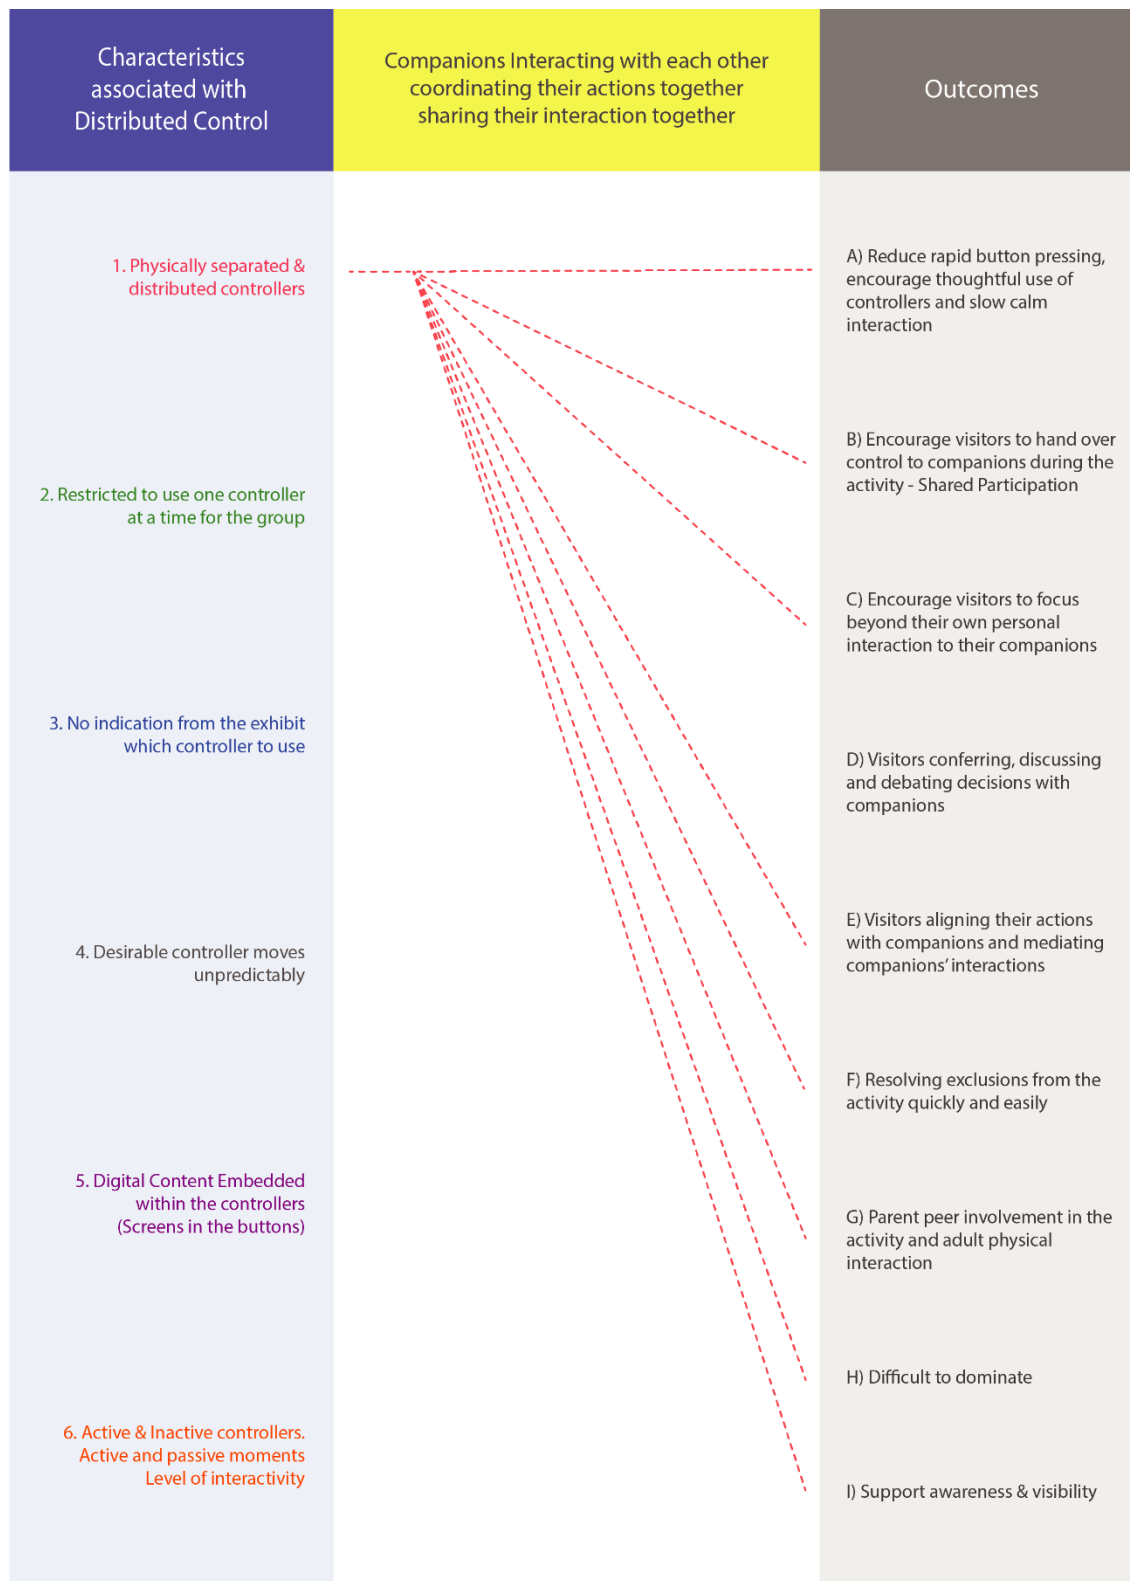 Characteristics
associated with
Distributed Control
Companions Interacting with each other
coordinating their actions together
sharing their interaction together
Outcomes
1. Physically separated &
distributed controllers
2. Restricted to use one controller
at a time for the group
3. No indication from the exhibit
which controller to use
4. Desirable controller moves
unpredictably
5. Digital Content Embedded
within the controllers
(Screens in the buttons)
6. Active & Inactive controllers.
Active and passive moments
Level of interactivity
A) Reduce rapid button pressing,
encourage thoughtful use of
controllers and slow calm
interaction
B) Encourage visitors to hand over
control to companions during the
activity - Shared Participation
C) Encourage visitors to focus
beyond their own personal
interaction to their companions
D) Visitors conferring, discussing
and debating decisions with
companions
E) Visitors aligning their actions
with companions and mediating
companions' interactions
F) Resolving exclusions from the
activity quickly and easily
G) Parent peer involvement in the
activity and adult physical
interaction
H) Difficult to dominate
I) Support awareness & visibility